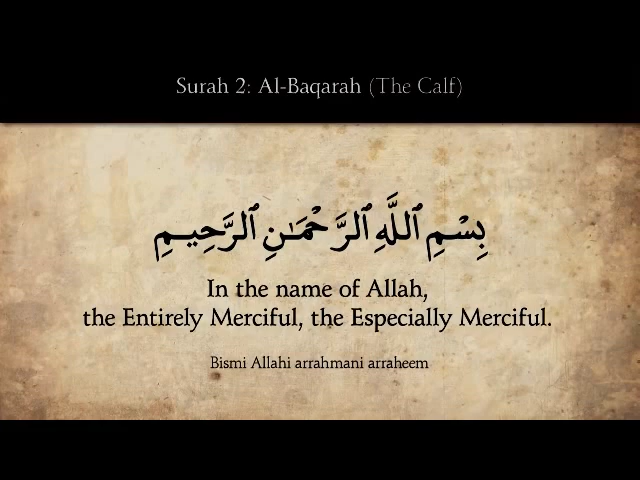 Surah 2: Al-Baqarah (The Calf)
بِسْمِ ٱللَّهِ ٱلرَّحْمَـٰنِ ٱلرَّحِيمِ
In the name of Allah,
the Entirely Merciful, the Especially Merciful.
Bismi Allahi arrahmani arraheem